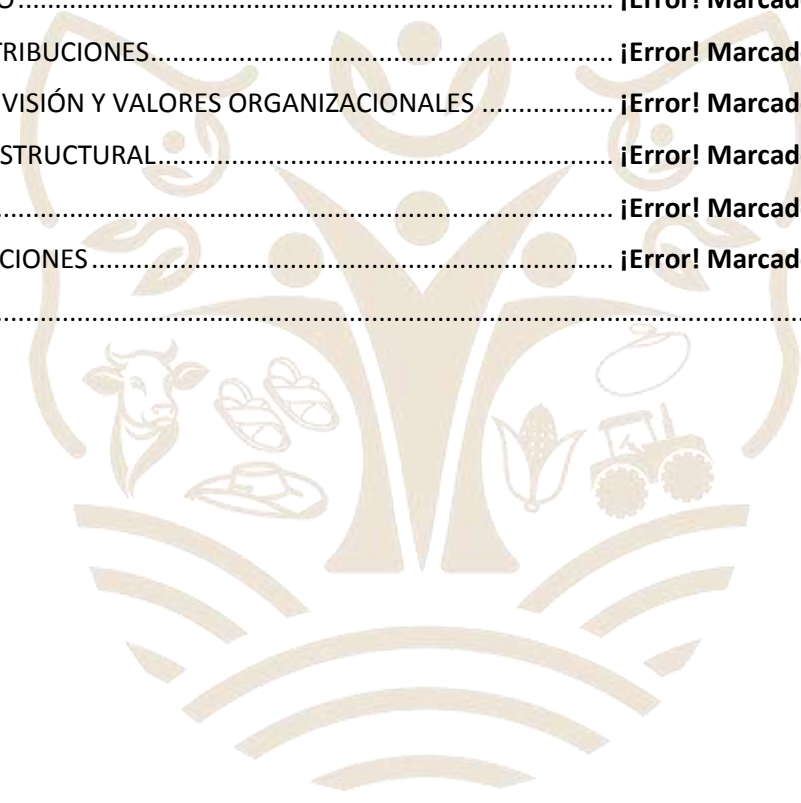 O........................................................ ¡Error! Marcad
TRIBUCIONES........................................................ ¡Error! Marcad
VISIÓN Y VALORES ORGANIZACIONALES ................ ¡Error! Marcad
STRUCTURAL........................................................ ¡Error! Marcad
........................................................ ¡Error! Marcad
CIONES........................................................ ¡Error! Marcad
........................................................